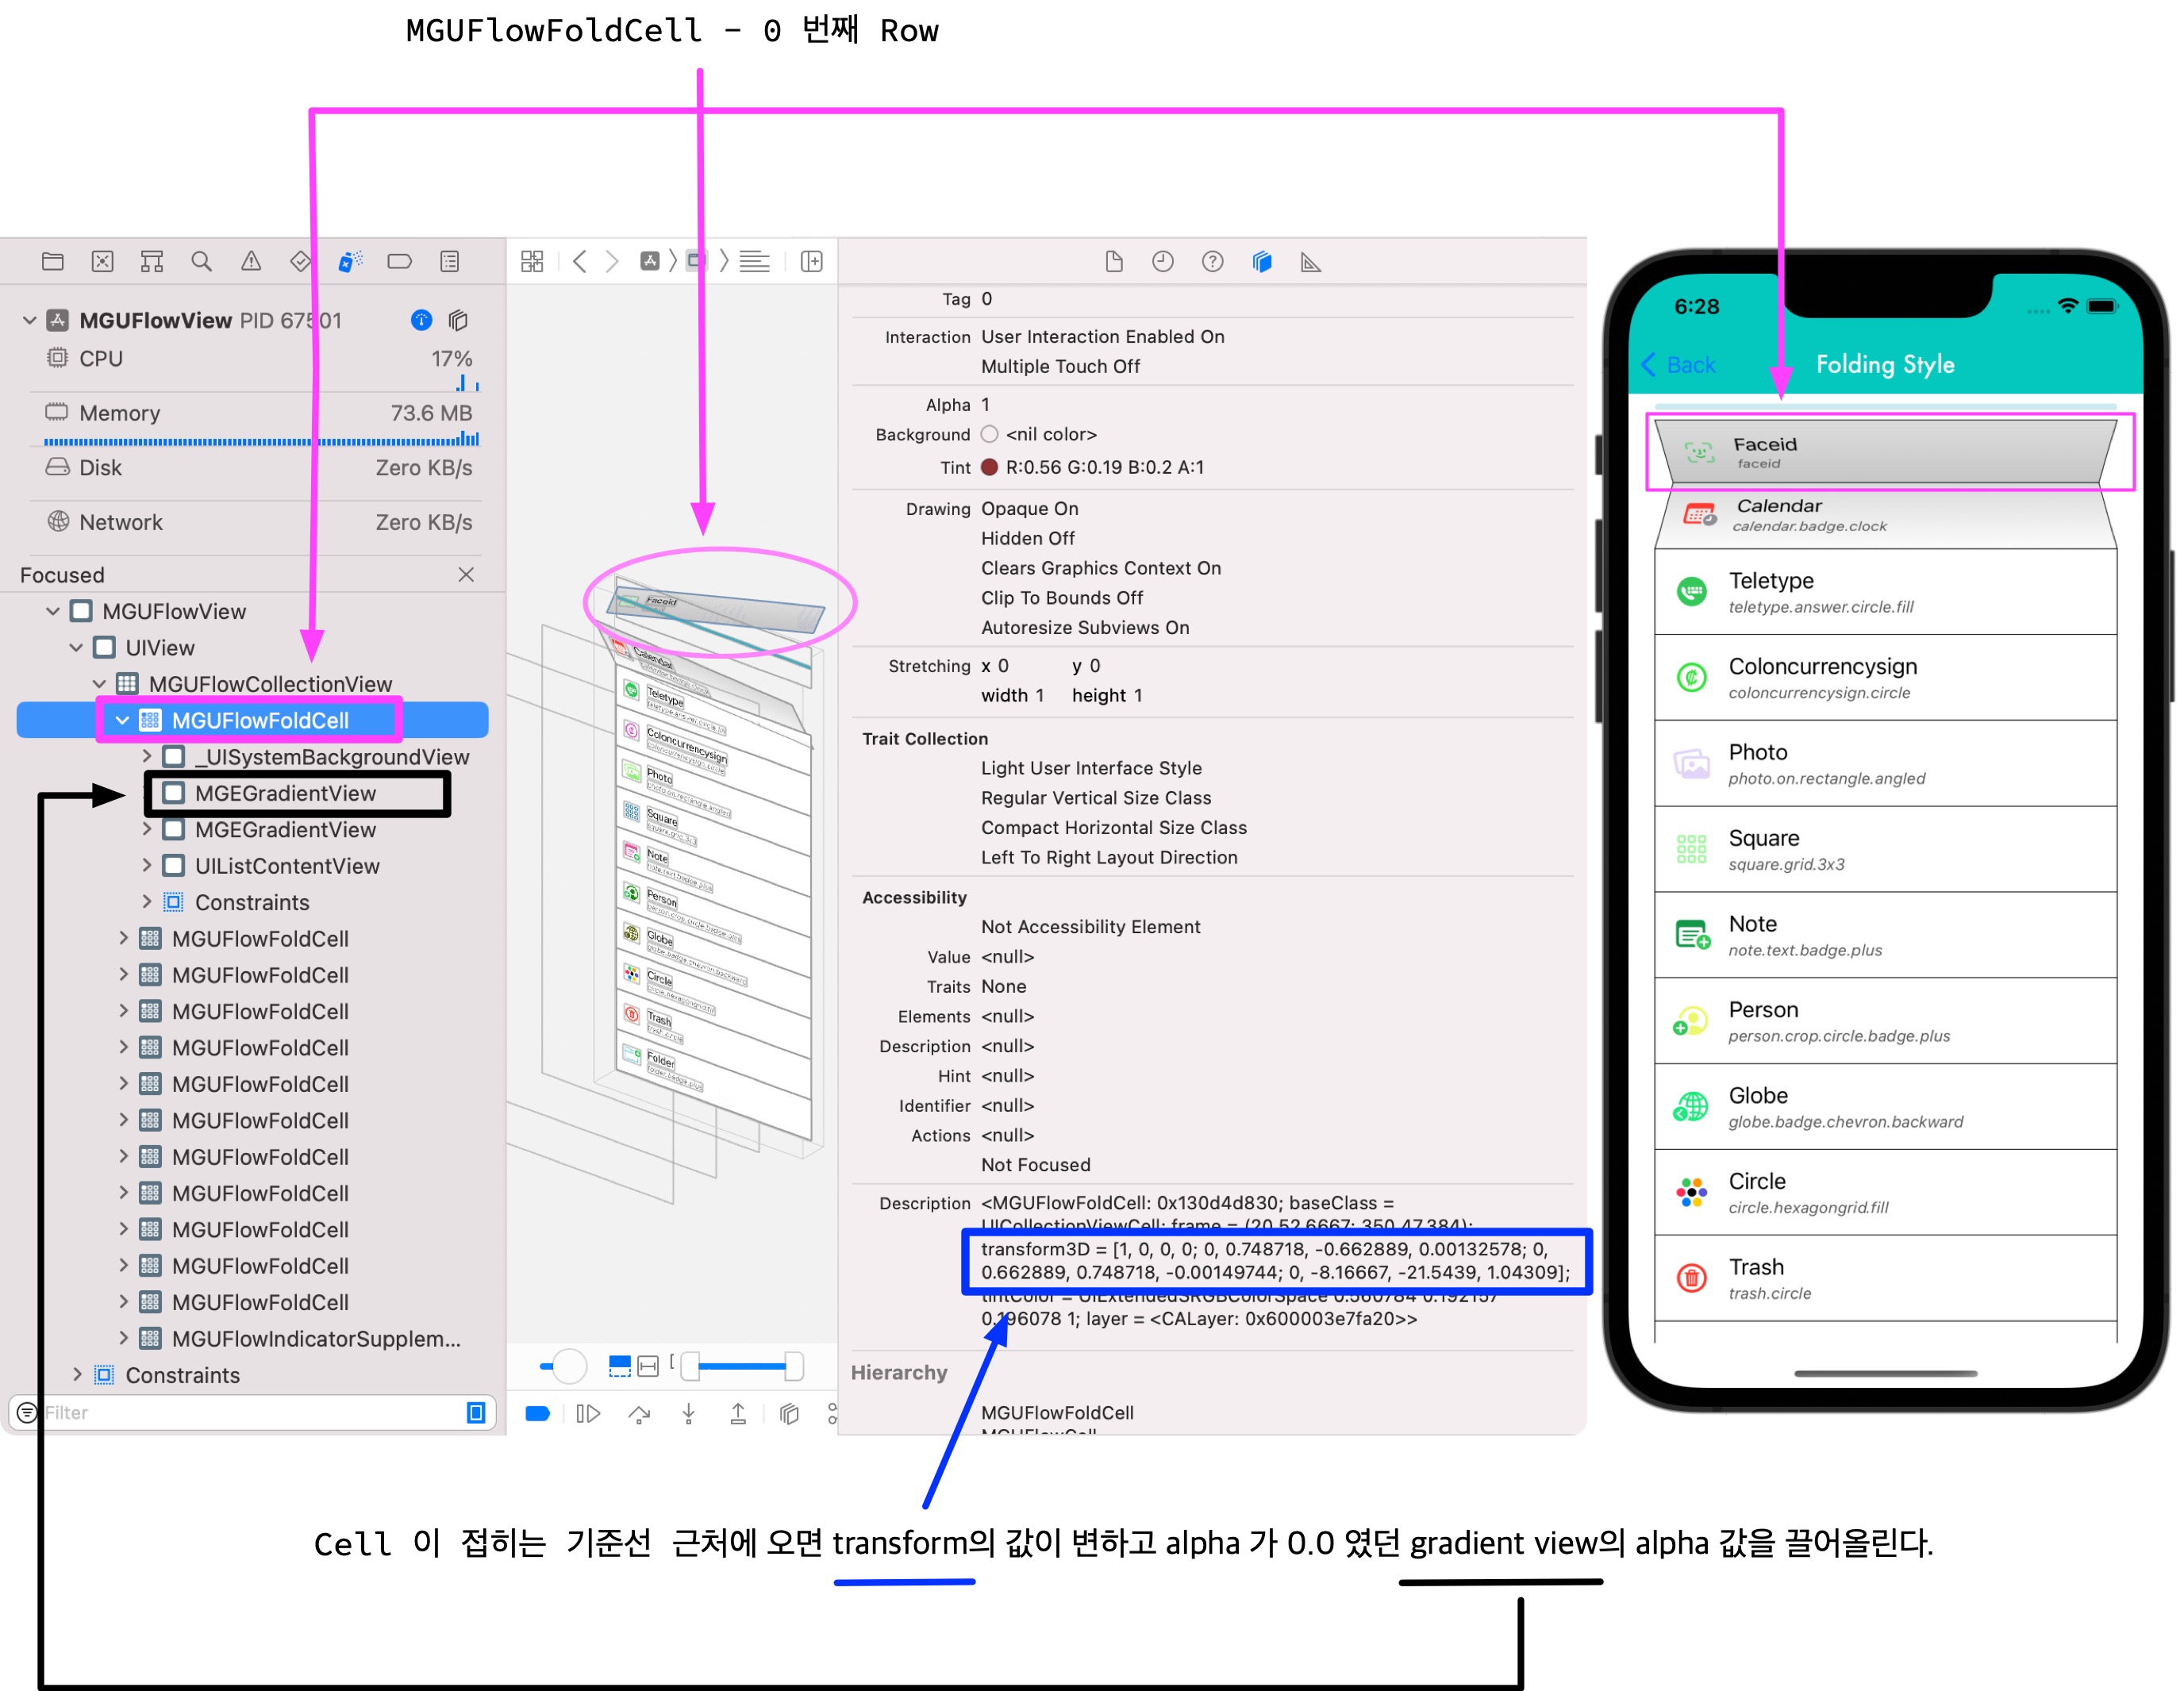 MGUFlowFoldCell - 0 번째 Row
MGUFlowView PID 67501
CPU 17%
Memory 73.6 MB
Disk Zero KB/s
Network Zero KB/s
Focused
MGUFlowView
UIView
MGUFlowCollectionView
MGUFlowFoldCell
_UISystemBackgroundView
MGEGradientView
MGEGradientView
UIListContentView
Constraints
MGUFlowFoldCell
MGUFlowFoldCell
MGUFlowFoldCell
MGUFlowFoldCell
MGUFlowFoldCell
MGUFlowFoldCell
MGUFlowFoldCell
MGUFlowFoldCell
MGUFlowFoldCell
MGUFlowFoldCell
MGUFlowFoldCell
MGUFlowIndicatorSupplem...
Constraints
Filter
Faceid
Calendar
Teletype
Coloncurrencysign
Photo
Square
Note
Person
Globe
Circle
Trash
Folder
Tag 0
Interaction User Interaction Enabled On
Multiple Touch Off
Alpha 1
Background <nil color>
Tint R:0.56 G:0.19 B:0.2 A:1
Drawing Opaque On
Hidden Off
Clears Graphics Context On
Clip To Bounds Off
Autoresize Subviews On
Stretching x 0 y 0
width 1 height 1
Trait Collection
Light User Interface Style
Regular Vertical Size Class
Compact Horizontal Size Class
Left To Right Layout Direction
Accessibility
Not Accessibility Element
Value <null>
Traits None
Elements <null>
Description <null>
Hint <null>
Identifier <null>
Actions <null>
Not Focused
Description <MGUFlowFoldCell: 0x130d4d830; baseClass =
UICollectionViewCell; frame = (20 52.6667; 350 47.384);
transform3D = [1, 0, 0, 0; 0, 0.748718, -0.662889, 0.00132578; 0,
0.662889, 0.748718, -0.00149744; 0, -8.16667, -21.5439, 1.04309];
tintColor = UIExtendedSRGBColorSpace 0.560784 0.192157
0.196078 1; layer = <CALayer: 0x600003e7fa20>>
Hierarchy
MGUFlowFoldCell
MGUFlowCell
6:28
Back Folding Style
Faceid
faceid
Calendar
calendar.badge.clock
Teletype
teletype.answer.circle.fill
Coloncurrencysign
coloncurrencysign.circle
Photo
photo.on.rectangle.angled
Square
square.grid.3x3
Note
note.text.badge.plus
Person
person.crop.circle.badge.plus
Globe
globe.badge.chevron.backward
Circle
circle.hexagongrid.fill
Trash
trash.circle
Cell 이 접히는 기준선 근처에 오면 transform의 값이 변하고 alpha 가 0.0 였던 gradient view의 alpha 값을 끌어올린다.